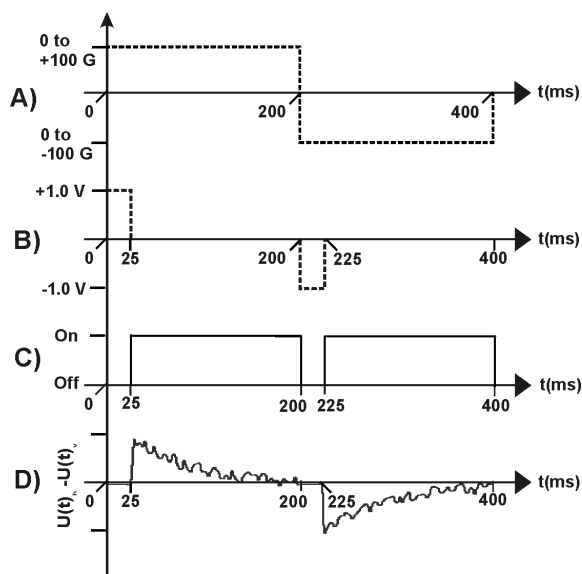 0 to
+100 G
A)
0
200
400
t(ms)
0 to
-100 G
+1.0 V
B)
0
25
200
225
400
t(ms)
-1.0 V
On
C)
Off
0
25
200
225
400
t(ms)
D)
U(t)ₕ -U(t)ᵥ
0
25
200
225
400
t(ms)